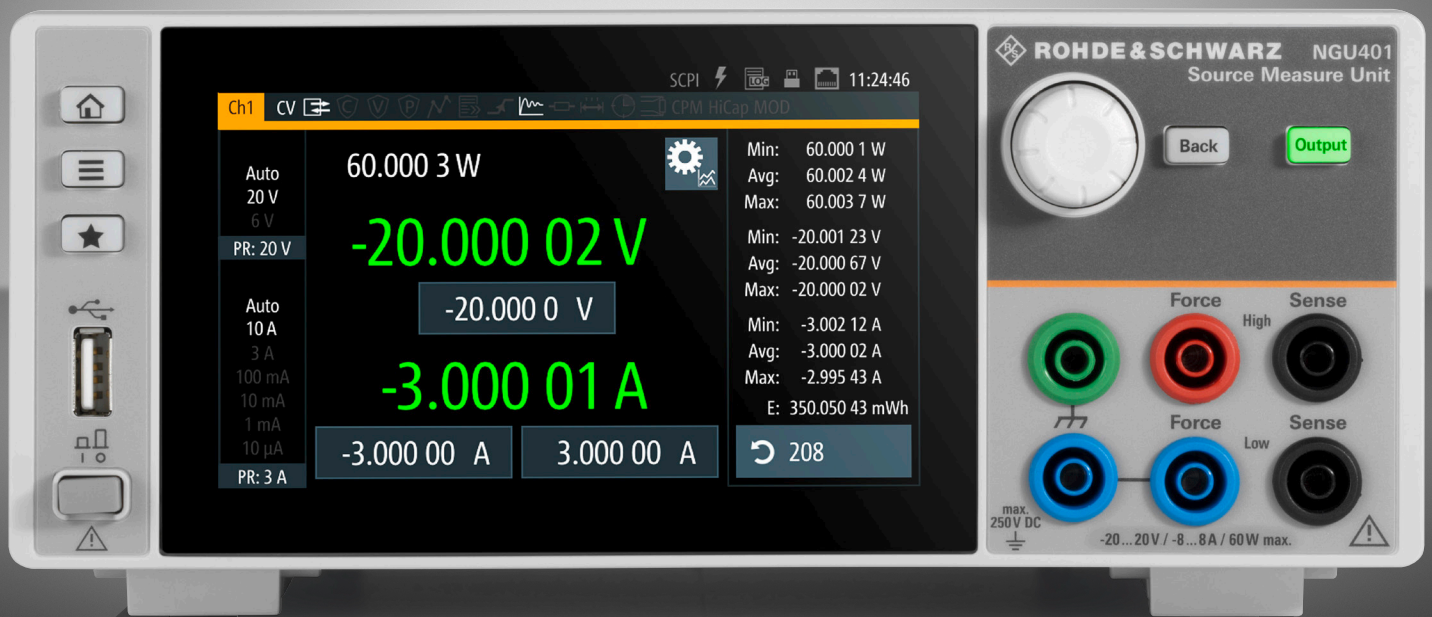 ROHDE & SCHWARZ NGU401
Source Measure Unit
SCPI LOG 11:24:46
Ch1 CV C V P CPM HiCap MOD
Auto
20 V
6 V
PR: 20 V
Auto
10 A
3 A
100 mA
10 mA
1 mA
10 µA
PR: 3 A
60.000 3 W
-20.000 02 V
-20.000 0 V
-3.000 01 A
-3.000 00 A 3.000 00 A
Min: 60.000 1 W
Avg: 60.002 4 W
Max: 60.003 7 W
Min: -20.001 23 V
Avg: -20.000 67 V
Max: -20.000 02 V
Min: -3.002 12 A
Avg: -3.000 02 A
Max: -2.995 43 A
E: 350.050 43 mWh
208
Back
Output
Force Sense
High
Force Sense
Low
max.
250 V DC
-20...20V / -8...8A / 60W max.